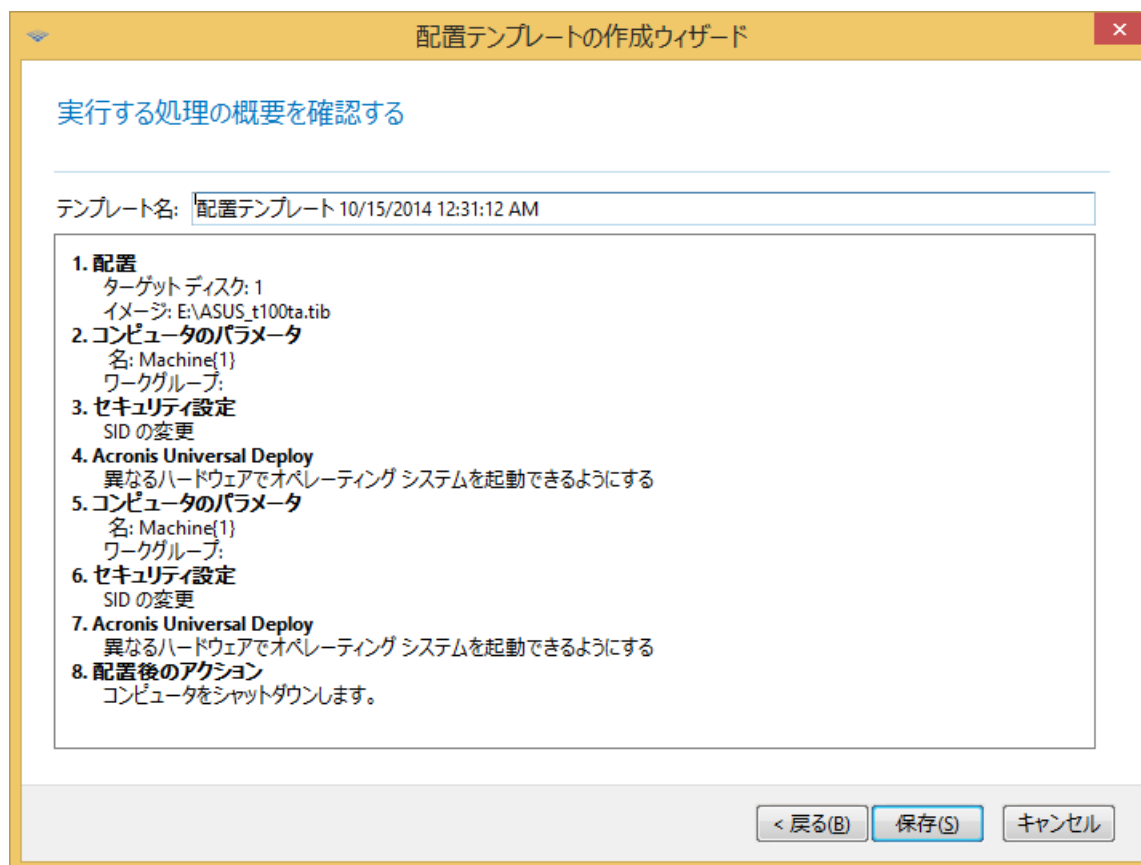 配置テンプレートの作成ウィザード
実行する処理の概要を確認する
テンプレート名: 配置テンプレート 10/15/2014 12:31:12 AM
1. 配置
ターゲット ディスク: 1
イメージ: E:\ASUS_t100ta.tib
2. コンピュータのパラメータ
名: Machine{1}
ワークグループ:
3. セキュリティ設定
SID の変更
4. Acronis Universal Deploy
異なるハードウェアでオペレーティング システムを起動できるようにする
5. コンピュータのパラメータ
名: Machine{1}
ワークグループ:
6. セキュリティ設定
SID の変更
7. Acronis Universal Deploy
異なるハードウェアでオペレーティング システムを起動できるようにする
8. 配置後のアクション
コンピュータをシャットダウンします。
< 戻る(B) 保存(S) キャンセル